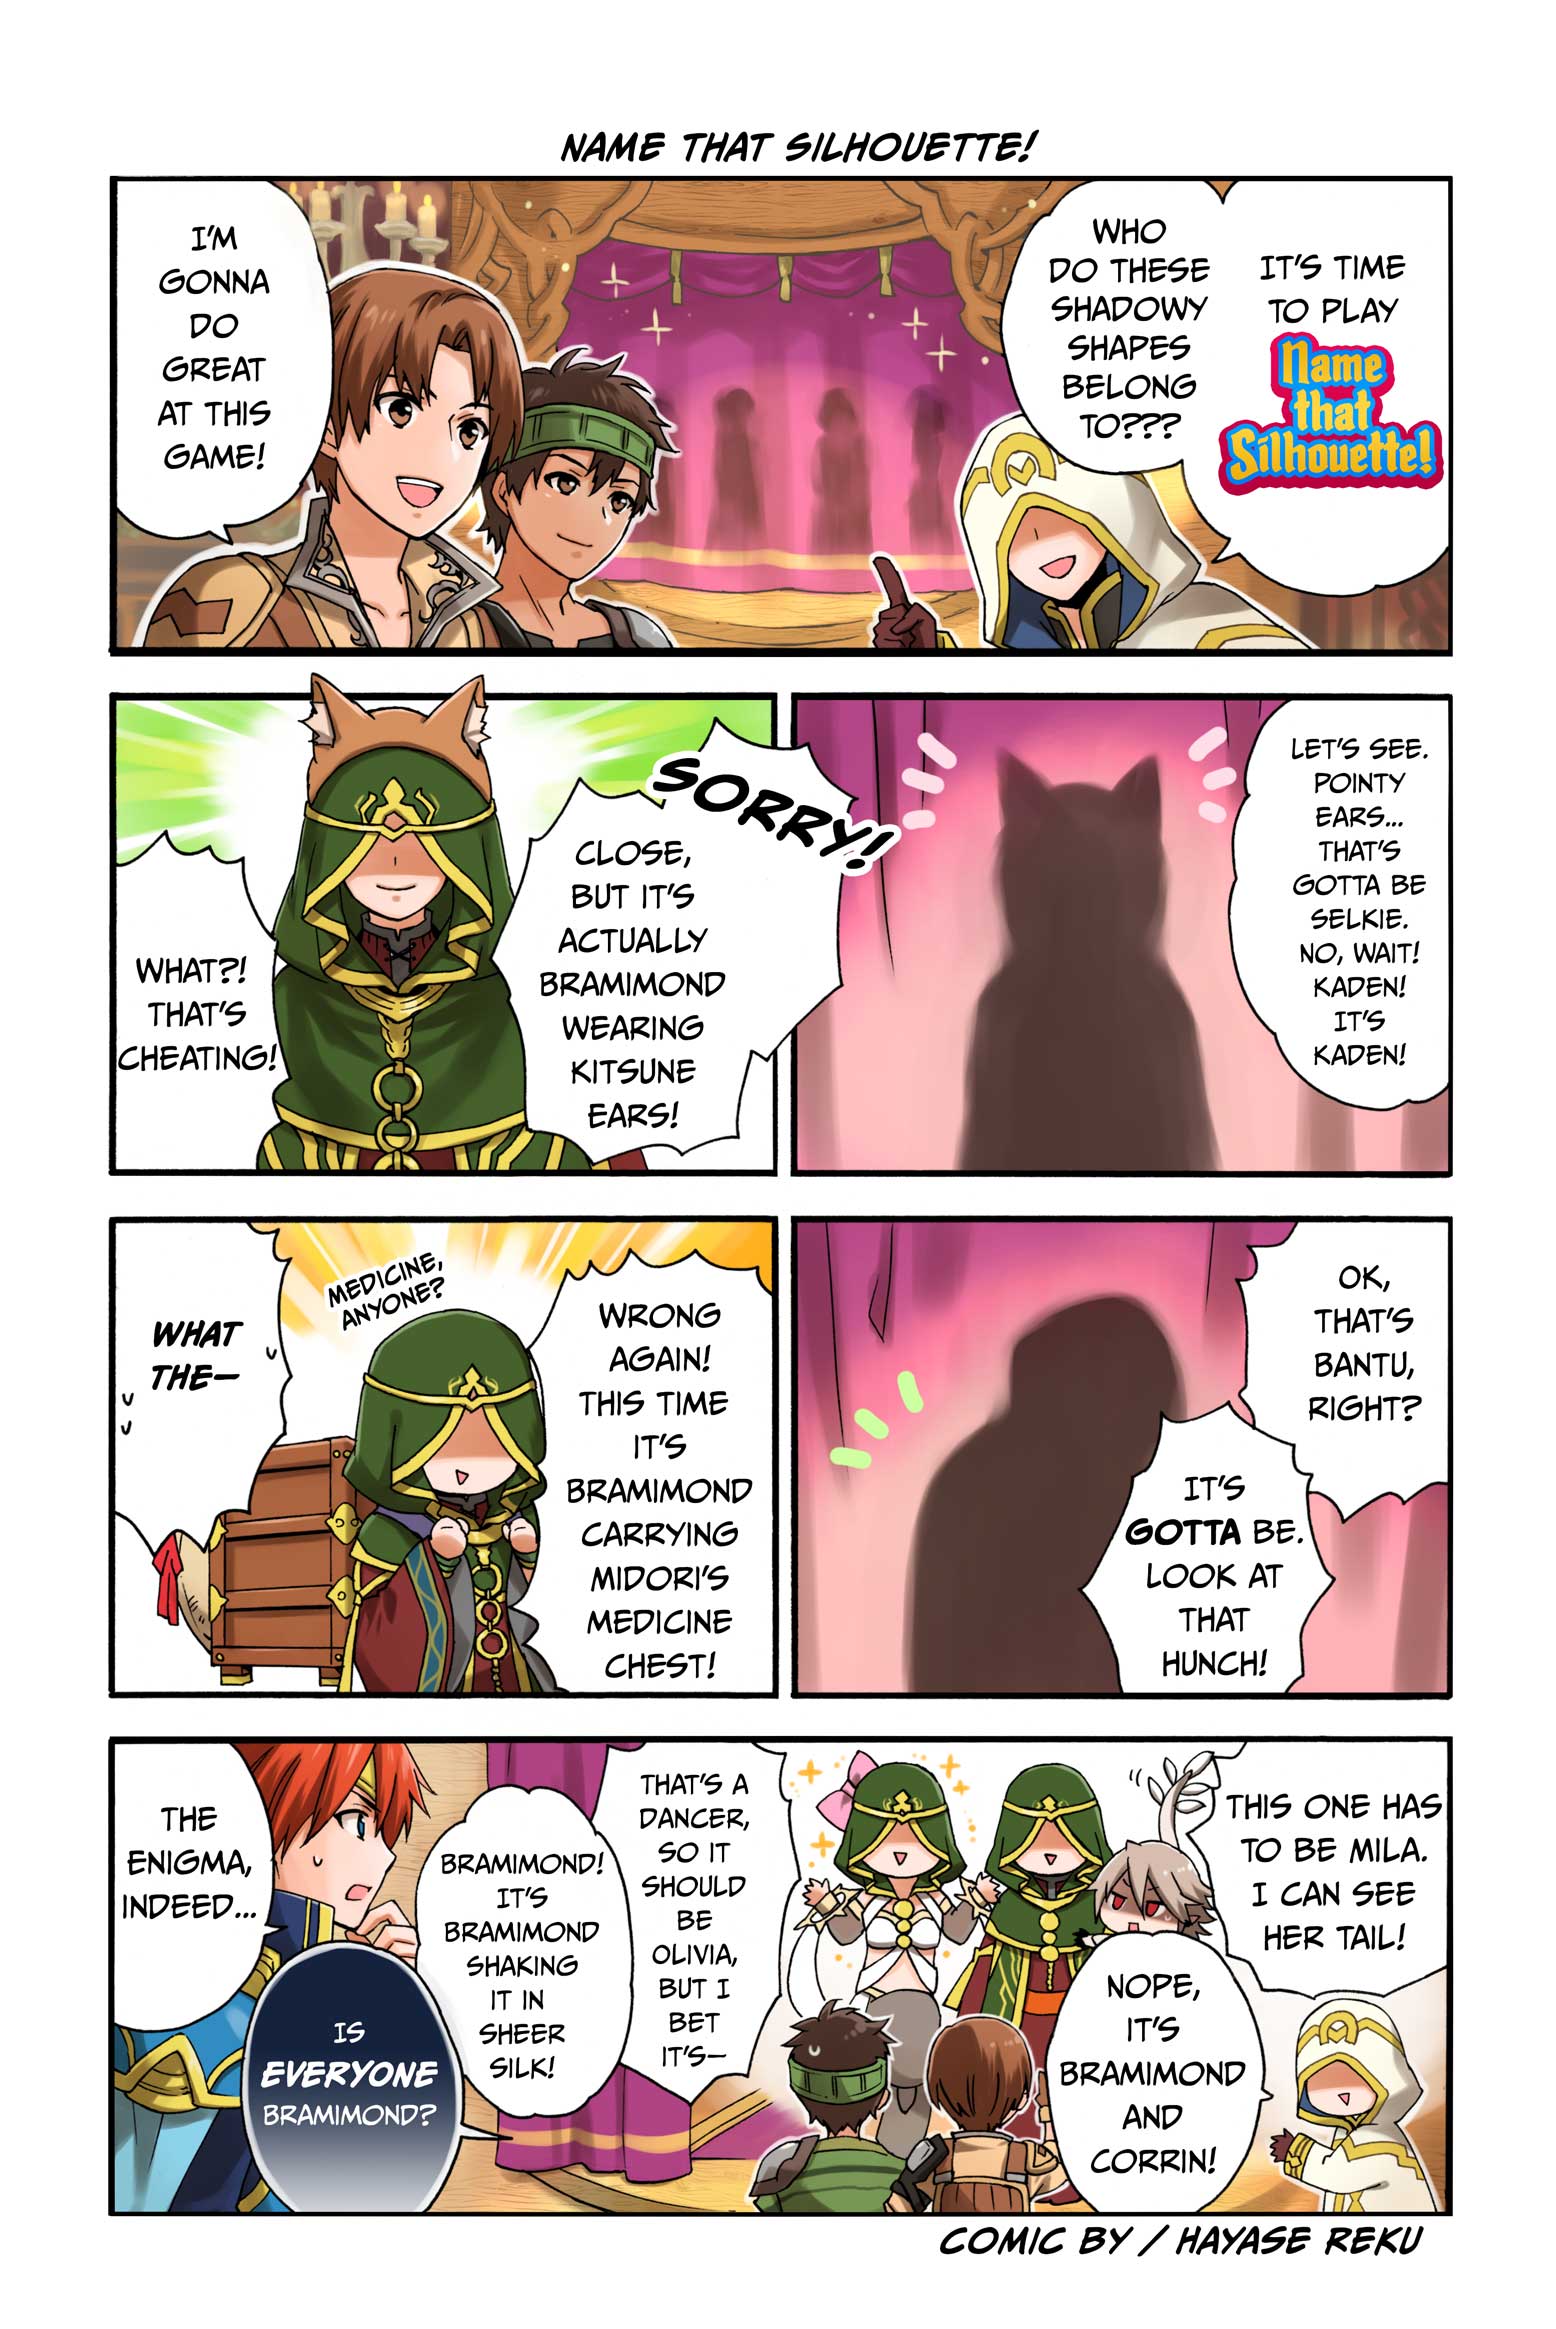 NAME THAT SILHOUETTE!
IT'S TIME
TO PLAY
Name
that
Silhouette!
WHO
DO THESE
SHADOWY
SHAPES
BELONG
TO???
I'M
GONNA
DO
GREAT
AT THIS
GAME!
LET'S SEE.
POINTY
EARS...
THAT'S
GOTTA BE
SELKIE.
NO, WAIT!
KADEN!
IT'S
KADEN!
SORRY!
CLOSE,
BUT IT'S
ACTUALLY
BRAMIMOND
WEARING
KITSUNE
EARS!
WHAT?!
THAT'S
CHEATING!
OK,
THAT'S
BANTU,
RIGHT?
IT'S
GOTTA BE.
LOOK AT
THAT
HUNCH!
WRONG
AGAIN!
THIS TIME
IT'S
BRAMIMOND
CARRYING
MIDORI'S
MEDICINE
CHEST!
MEDICINE,
ANYONE?
WHAT
THE—
THIS ONE HAS
TO BE MILA.
I CAN SEE
HER TAIL!
NOPE,
IT'S
BRAMIMOND
AND
CORRIN!
THAT'S A
DANCER,
SO IT
SHOULD
BE
OLIVIA,
BUT I
BET
IT'S—
BRAMIMOND!
IT'S
BRAMIMOND
SHAKING
IT IN
SHEER
SILK!
IS
EVERYONE
BRAMIMOND?
THE
ENIGMA,
INDEED...
COMIC BY / HAYASE REKU